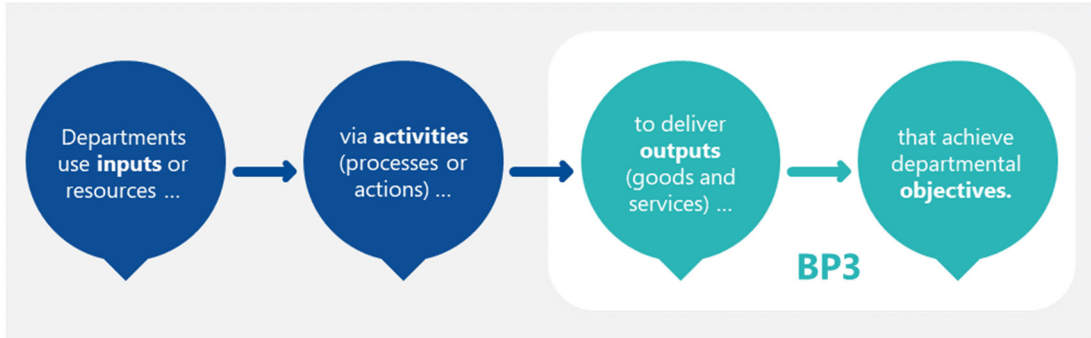 Departments
use inputs or
resources ...
via activities
(processes or
actions) ...
to deliver
outputs
(goods and
services) ...
that achieve
departmental
objectives.
BP3